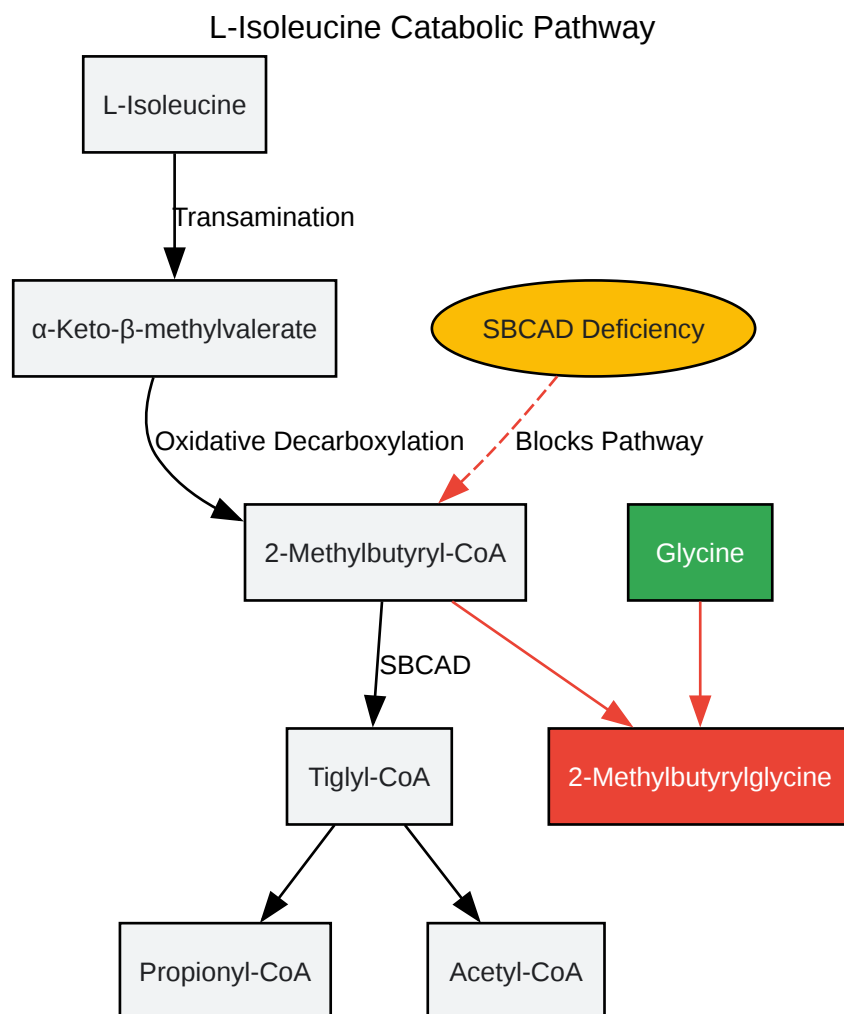 L-Isoleucine Catabolic Pathway
L-Isoleucine
Transamination
α-Keto-β-methylvalerate
SBCAD Deficiency
Oxidative Decarboxylation
Blocks Pathway
2-Methylbutyryl-CoA
Glycine
SBCAD
Tiglyl-CoA
2-Methylbutyrylglycine
Propionyl-CoA
Acetyl-CoA